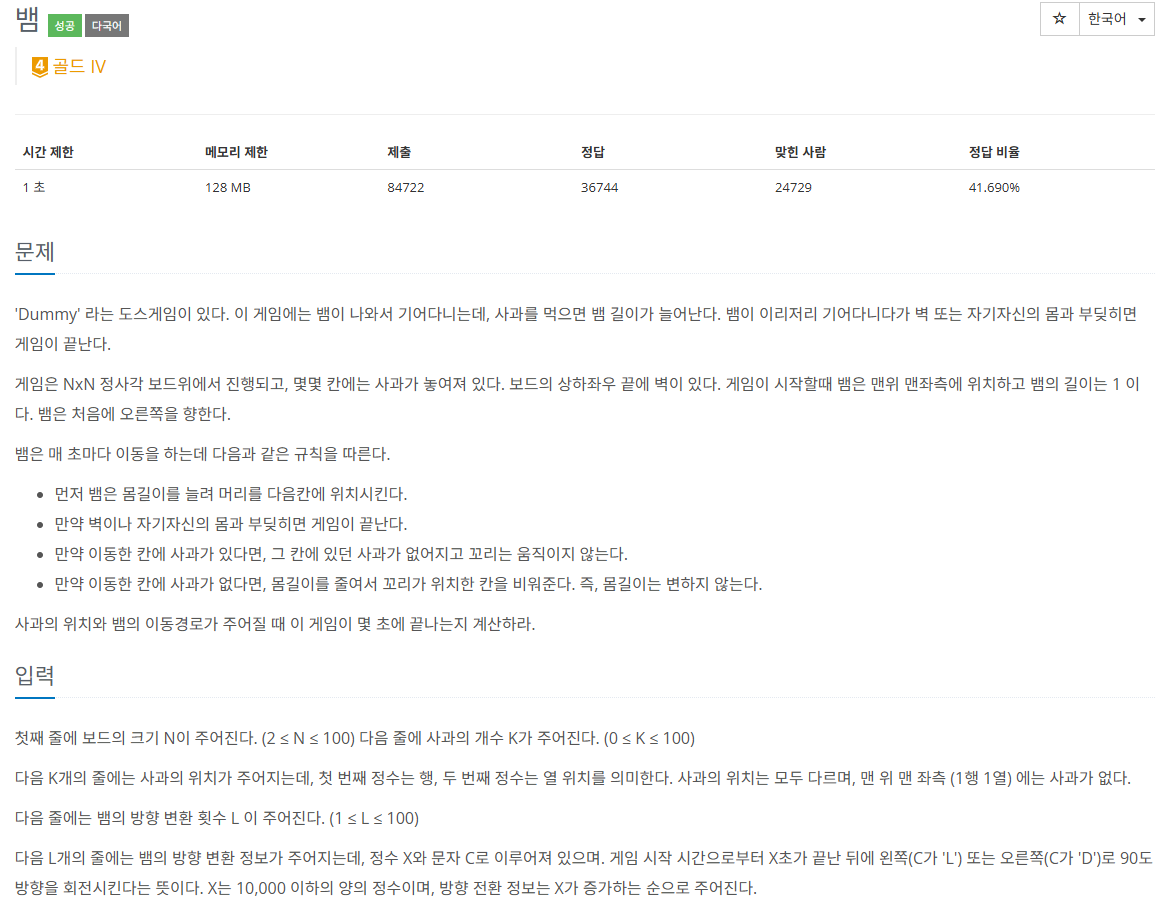 뱀 성공 다국어
☆ 한국어
4 골드 IV
시간 제한 메모리 제한 제출 정답 맞힌 사람 정답 비율
1 초 128 MB 84722 36744 24729 41.690%
문제
'Dummy' 라는 도스게임이 있다. 이 게임에는 뱀이 나와서 기어다니는데, 사과를 먹으면 뱀 길이가 늘어난다. 뱀이 이리저리 기어다니다가 벽 또는 자기자신의 몸과 부딪히면
게임이 끝난다.
게임은 NxN 정사각 보드위에서 진행되고, 몇몇 칸에는 사과가 놓여져 있다. 보드의 상하좌우 끝에 벽이 있다. 게임이 시작할때 뱀은 맨위 맨좌측에 위치하고 뱀의 길이는 1 이
다. 뱀은 처음에 오른쪽을 향한다.
뱀은 매 초마다 이동을 하는데 다음과 같은 규칙을 따른다.
• 먼저 뱀은 몸길이를 늘려 머리를 다음칸에 위치시킨다.
• 만약 벽이나 자기자신의 몸과 부딪히면 게임이 끝난다.
• 만약 이동한 칸에 사과가 있다면, 그 칸에 있던 사과가 없어지고 꼬리는 움직이지 않는다.
• 만약 이동한 칸에 사과가 없다면, 몸길이를 줄여서 꼬리가 위치한 칸을 비워준다. 즉, 몸길이는 변하지 않는다.
사과의 위치와 뱀의 이동경로가 주어질 때 이 게임이 몇 초에 끝나는지 계산하라.
입력
첫째 줄에 보드의 크기 N이 주어진다. (2 ≤ N ≤ 100) 다음 줄에 사과의 개수 K가 주어진다. (0 ≤ K ≤ 100)
다음 K개의 줄에는 사과의 위치가 주어지는데, 첫 번째 정수는 행, 두 번째 정수는 열 위치를 의미한다. 사과의 위치는 모두 다르며, 맨 위 맨 좌측 (1행 1열) 에는 사과가 없다.
다음 줄에는 뱀의 방향 변환 횟수 L 이 주어진다. (1 ≤ L ≤ 100)
다음 L개의 줄에는 뱀의 방향 변환 정보가 주어지는데, 정수 X와 문자 C로 이루어져 있으며. 게임 시작 시간으로부터 X초가 끝난 뒤에 왼쪽(C가 'L') 또는 오른쪽(C가 'D')로 90도
방향을 회전시킨다는 뜻이다. X는 10,000 이하의 양의 정수이며, 방향 전환 정보는 X가 증가하는 순으로 주어진다.